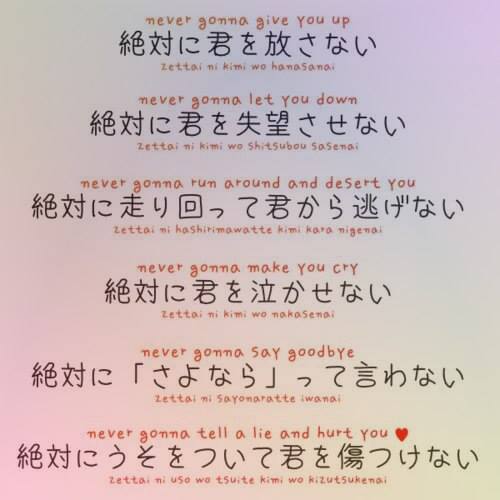 never gonna give you up
絶対に君を放さない
zettai ni kimi wo hanasanai
never gonna let you down
絶対に君を失望させない
zettai ni kimi wo shitsubou sasenai
never gonna run around and desert you
絶対に走り回って君から逃げない
zettai ni hashirimawatte kimi kara nigenai
never gonna make you cry
絶対に君を泣かせない
zettai ni kimi wo nakasenai
never gonna say goodbye
絶対に「さよなら」って言わない
zettai ni sayonaratte iwanai
never gonna tell a lie and hurt you ♥
絶対にうそをついて君を傷つけない
zettai ni uso wo tsuite kimi wo kizutsukenai